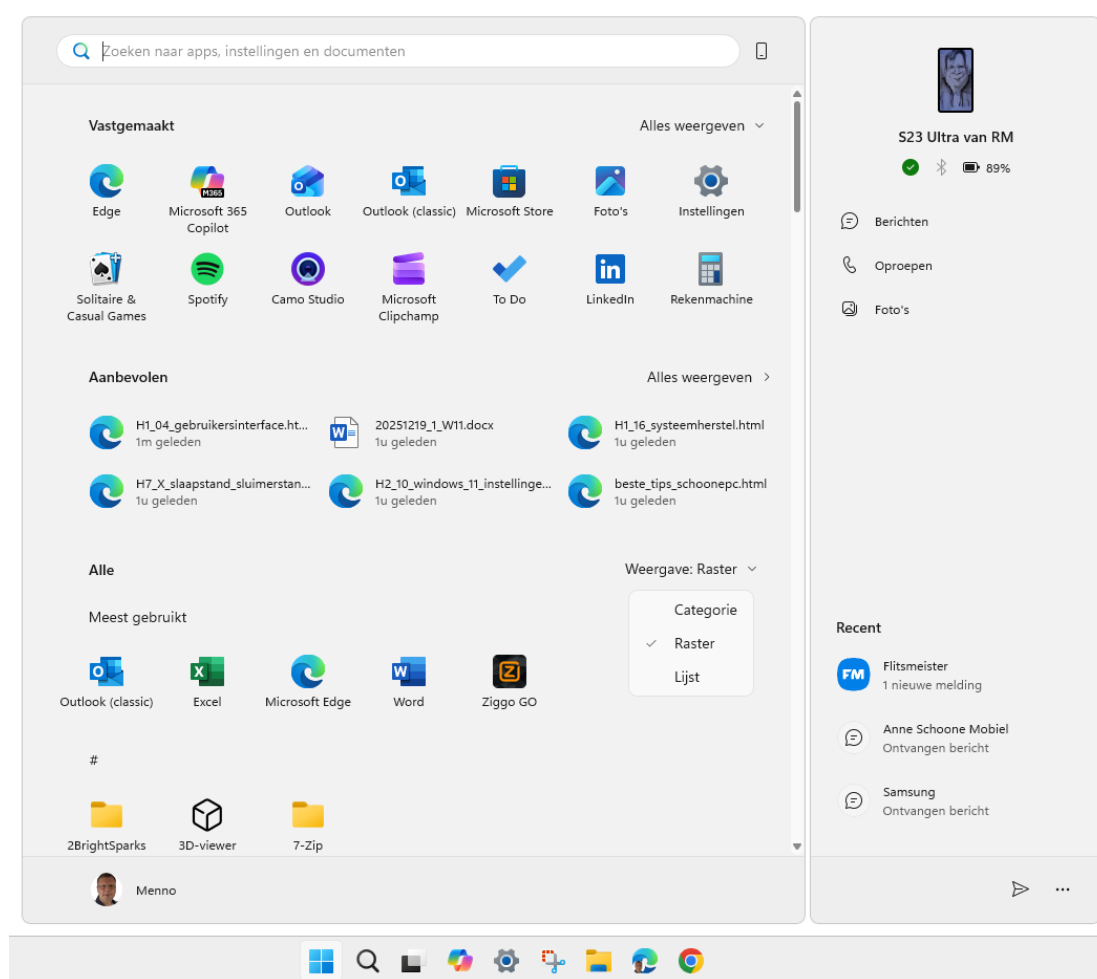 Zoeken naar apps, instellingen en documenten
Vastgemaakt
Alles weergeven
Edge
Microsoft 365
Copilot
M365
Outlook
Outlook (classic)
Microsoft Store
Foto's
Instellingen
Solitaire &
Casual Games
Spotify
Camo Studio
Microsoft
Clipchamp
To Do
LinkedIn
Rekenmachine
Aanbevolen
Alles weergeven
H1_04_gebruikersinterface.ht...
1m geleden
20251219_1_W11.docx
1u geleden
H1_16_systeemherstel.html
1u geleden
H7_X_slaapstand_sluimerstan...
1u geleden
H2_10_windows_11_instellinge...
1u geleden
beste_tips_schoonepc.html
1u geleden
Alle
Weergave: Raster
Categorie
Raster
Lijst
Meest gebruikt
Outlook (classic)
Excel
Microsoft Edge
Word
Ziggo GO
#
2BrightSparks
3D-viewer
7-Zip
Menno
S23 Ultra van RM
89%
Berichten
Oproepen
Foto's
Recent
FM
Flitsmeister
1 nieuwe melding
Anne Schoone Mobiel
Ontvangen bericht
Samsung
Ontvangen bericht